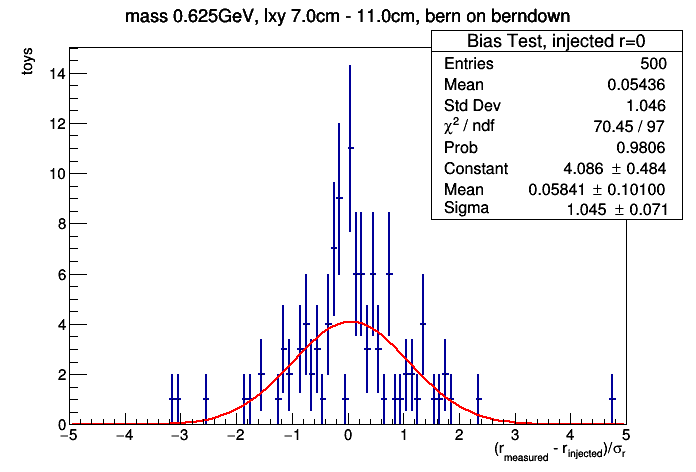 mass 0.625GeV, lxy 7.0cm - 11.0cm, bern on berndown
Bias Test, injected r=0
Entries 500
Mean 0.05436
Std Dev 1.046
χ² / ndf 70.45 / 97
Prob 0.9806
Constant 4.086 ± 0.484
Mean 0.05841 ± 0.10100
Sigma 1.045 ± 0.071
toys
14
12
10
8
6
4
2
0
−5 −4 −3 −2 −1 0 1 2 3 4 5
(r_measured - r_injected)/σ_r